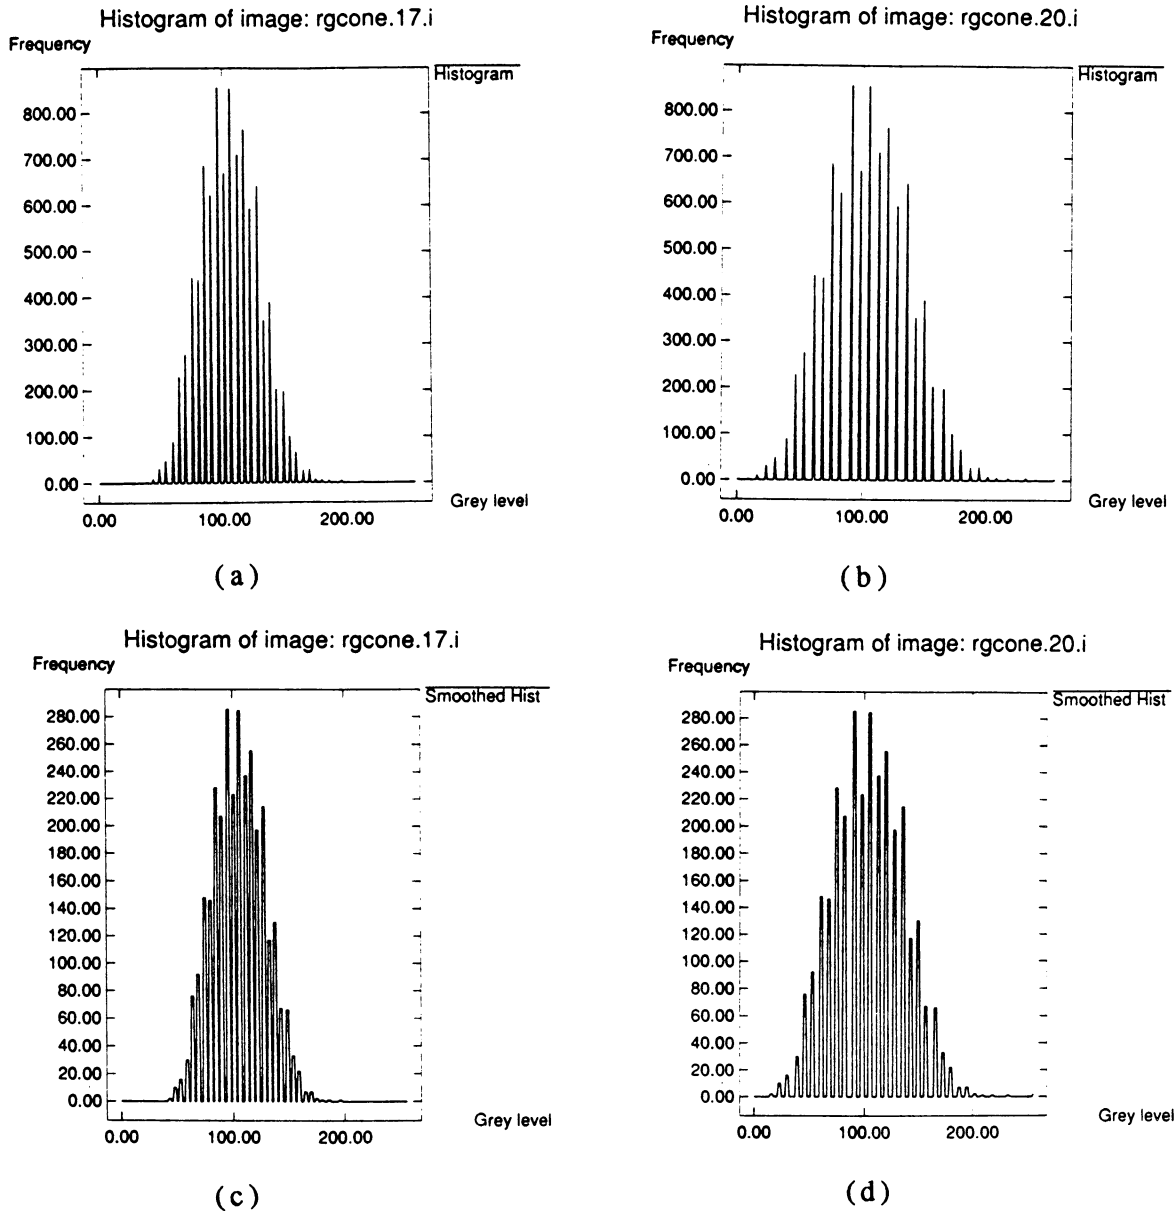 Histogram of image: rgcone.17.i
Frequency
Histogram
800.00
700.00
600.00
500.00
400.00
300.00
200.00
100.00
0.00
Grey level
0.00 100.00 200.00
(a)
Histogram of image: rgcone.20.i
Frequency
Histogram
800.00
700.00
600.00
500.00
400.00
300.00
200.00
100.00
0.00
Grey level
0.00 100.00 200.00
(b)
Histogram of image: rgcone.17.i
Frequency
Smoothed Hist
280.00
260.00
240.00
220.00
200.00
180.00
160.00
140.00
120.00
100.00
80.00
60.00
40.00
20.00
0.00
Grey level
0.00 100.00 200.00
(c)
Histogram of image: rgcone.20.i
Frequency
Smoothed Hist
280.00
260.00
240.00
220.00
200.00
180.00
160.00
140.00
120.00
100.00
80.00
60.00
40.00
20.00
0.00
Grey level
0.00 100.00 200.00
(d)